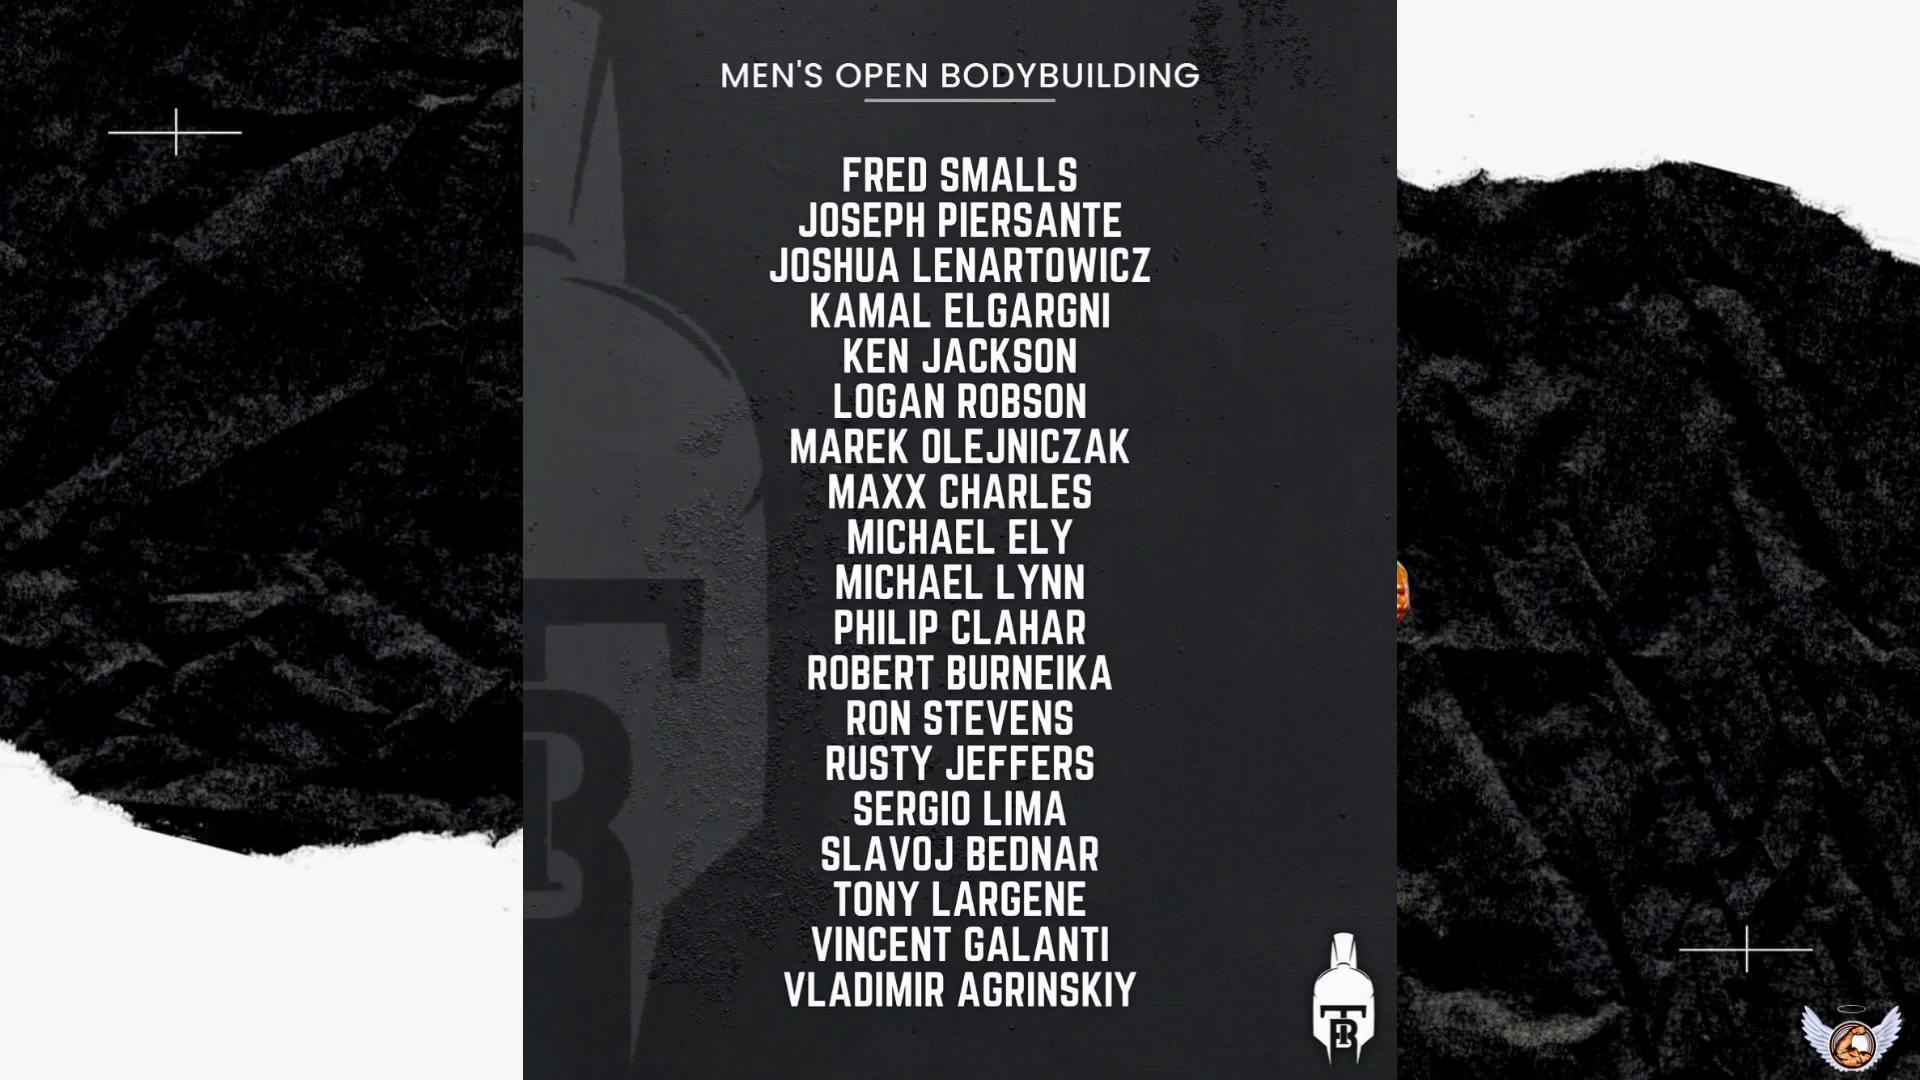 MEN'S OPEN BODYBUILDING
FRED SMALLS
JOSEPH PIERSANTE
JOSHUA LENARTOWICZ
KAMAL ELGARGNI
KEN JACKSON
LOGAN ROBSON
MAREK OLEJNICZAK
MAXX CHARLES
MICHAEL ELY
MICHAEL LYNN
PHILIP CLAHAR
ROBERT BURNEIKA
RON STEVENS
RUSTY JEFFERS
SERGIO LIMA
SLAVOJ BEDNAR
TONY LARGENE
VINCENT GALANTI
VLADIMIR AGRINSKIY
TB